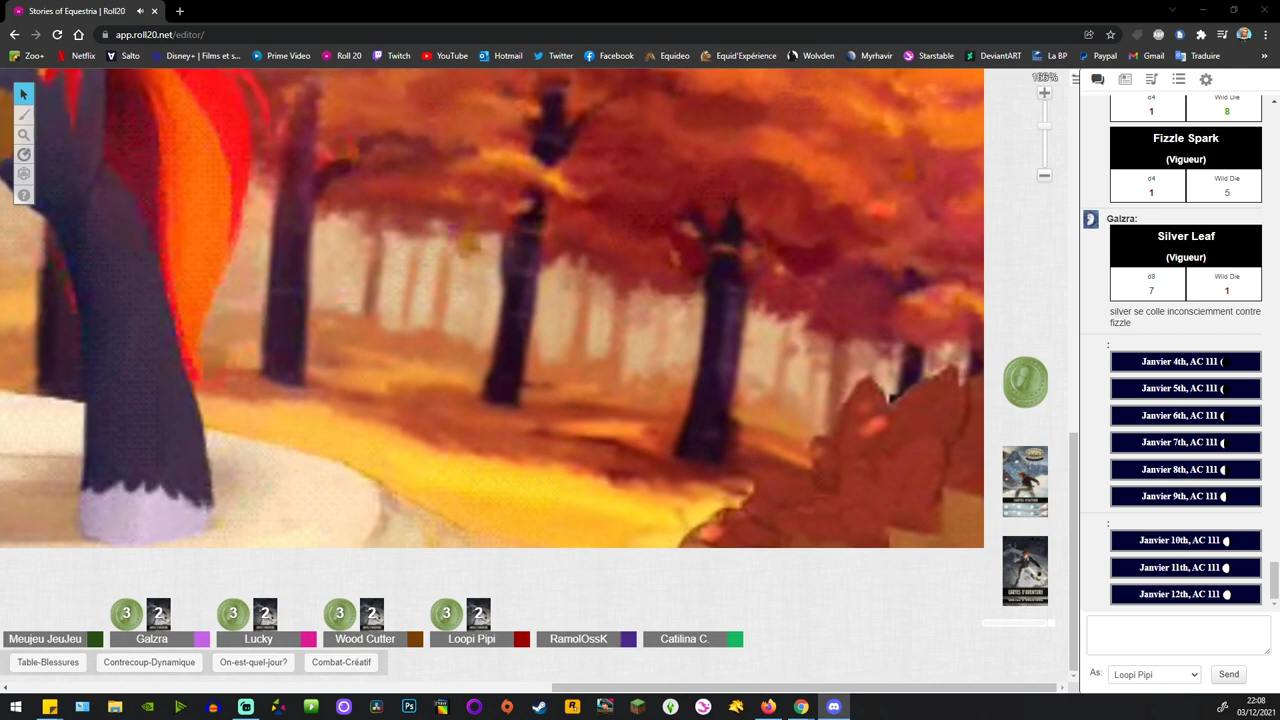 Stories of Equestria | Roll20
app.roll20.net/editor/
Zoo+ Inventory Salto Disney+ | Films et s... Prime Video Roll 20 Twitch YouTube Hotmail Twitter Facebook Equideo Equid'Expérience Wolvden Myrhavir Starstable DeviantART La BP Paypal Gmail Traduire
166%
d4 Wild Die
1 8
Fizzle Spark
(Vigueur)
d4 Wild Die
1 5
Galzra:
Silver Leaf
(Vigueur)
d8 Wild Die
7 1
silver se colle inconsciemment contre
fizzle
:
Janvier 4th, AC 111
Janvier 5th, AC 111
Janvier 6th, AC 111
Janvier 7th, AC 111
Janvier 8th, AC 111
Janvier 9th, AC 111
:
Janvier 10th, AC 111
Janvier 11th, AC 111
Janvier 12th, AC 111
3 2 3 2 3 2 3 2
Meujeu JeuJeu Galzra Lucky Wood Cutter Loopi Pipi RamolOssK Catilina C.
Table-Blessures Contrecoup-Dynamique On-est-quel-jour? Combat-Créatif
As: Loopi Pipi Send
22:08
03/12/2021